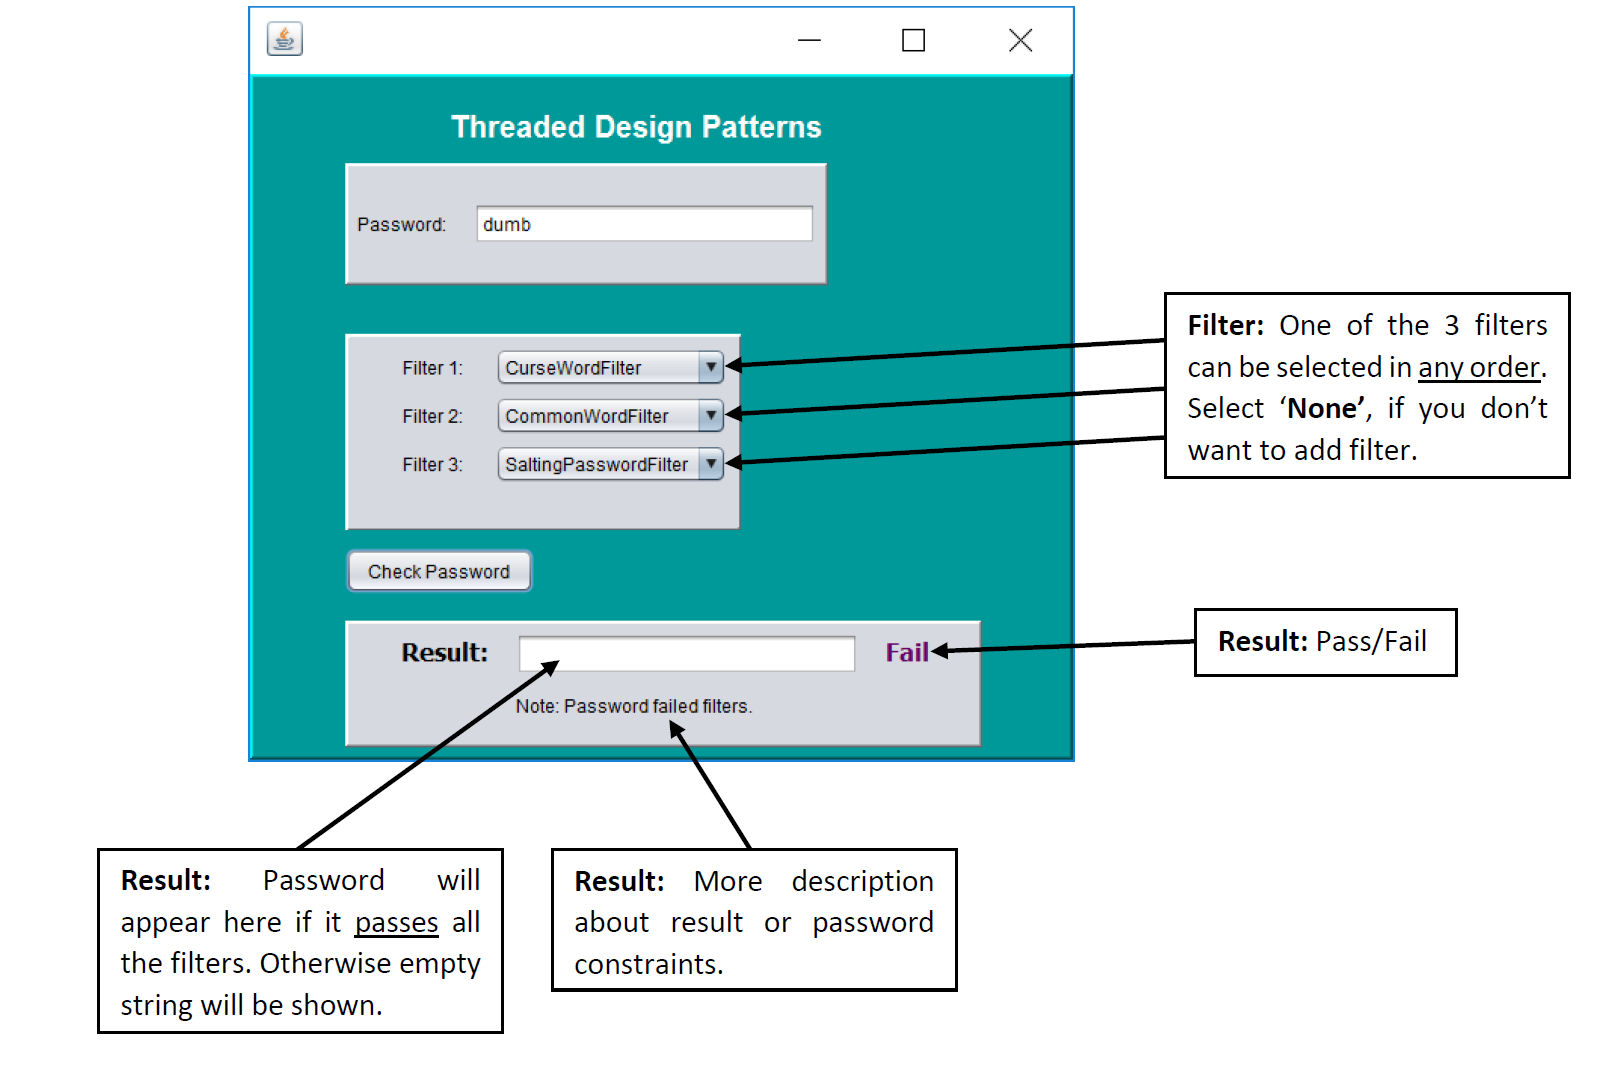 Threaded Design Patterns
Password: dumb
Filter 1: CurseWordFilter
Filter 2: CommonWordFilter
Filter 3: SaltingPasswordFilter
Check Password
Result: Fail
Note: Password failed filters.
Filter: One of the 3 filters
can be selected in any order.
Select ‘None’, if you don’t
want to add filter.
Result: Pass/Fail
Result: Password will
appear here if it passes all
the filters. Otherwise empty
string will be shown.
Result: More description
about result or password
constraints.